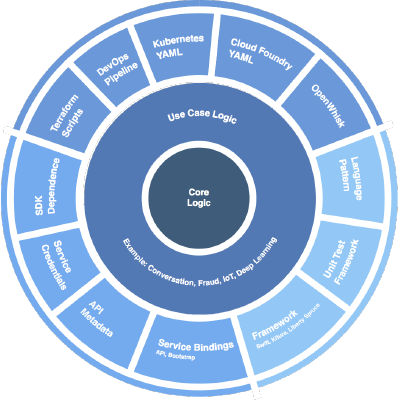 Kubernetes
YAML
Cloud Foundry
YAML
OpenWhisk
Language
Pattern
Unit Test
Framework
Framework
Swift, Kitura, Liberty Spruce
Service Bindings
API, Bootstrap
API
Metadata
Service
Credentials
SDK
Dependence
Terraform
Scripts
DevOps
Pipeline
Use Case Logic
Core
Logic
Example: Conversation, Fraud, IoT, Deep Learning